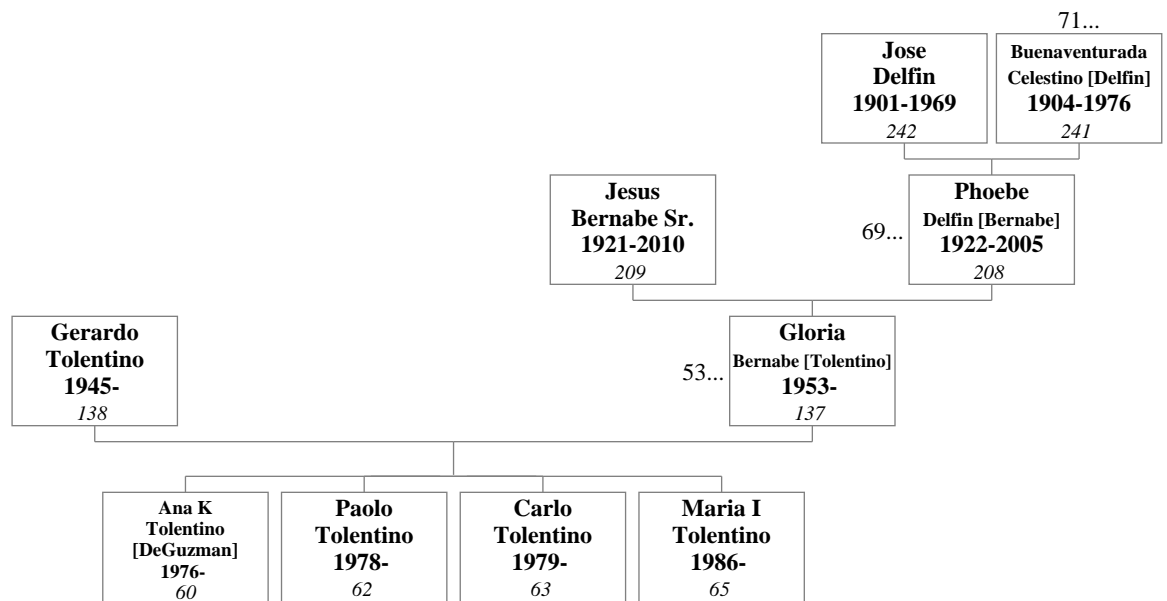 71...
Jose
Delfin
1901-1969
242
Buenaventurada
Celestino [Delfin]
1904-1976
241
Jesus
Bernabe Sr.
1921-2010
209
69...
Phoebe
Delfin [Bernabe]
1922-2005
208
Gerardo
Tolentino
1945-
138
53...
Gloria
Bernabe [Tolentino]
1953-
137
Ana K
Tolentino
[DeGuzman]
1976-
60
Paolo
Tolentino
1978-
62
Carlo
Tolentino
1979-
63
Maria I
Tolentino
1986-
65